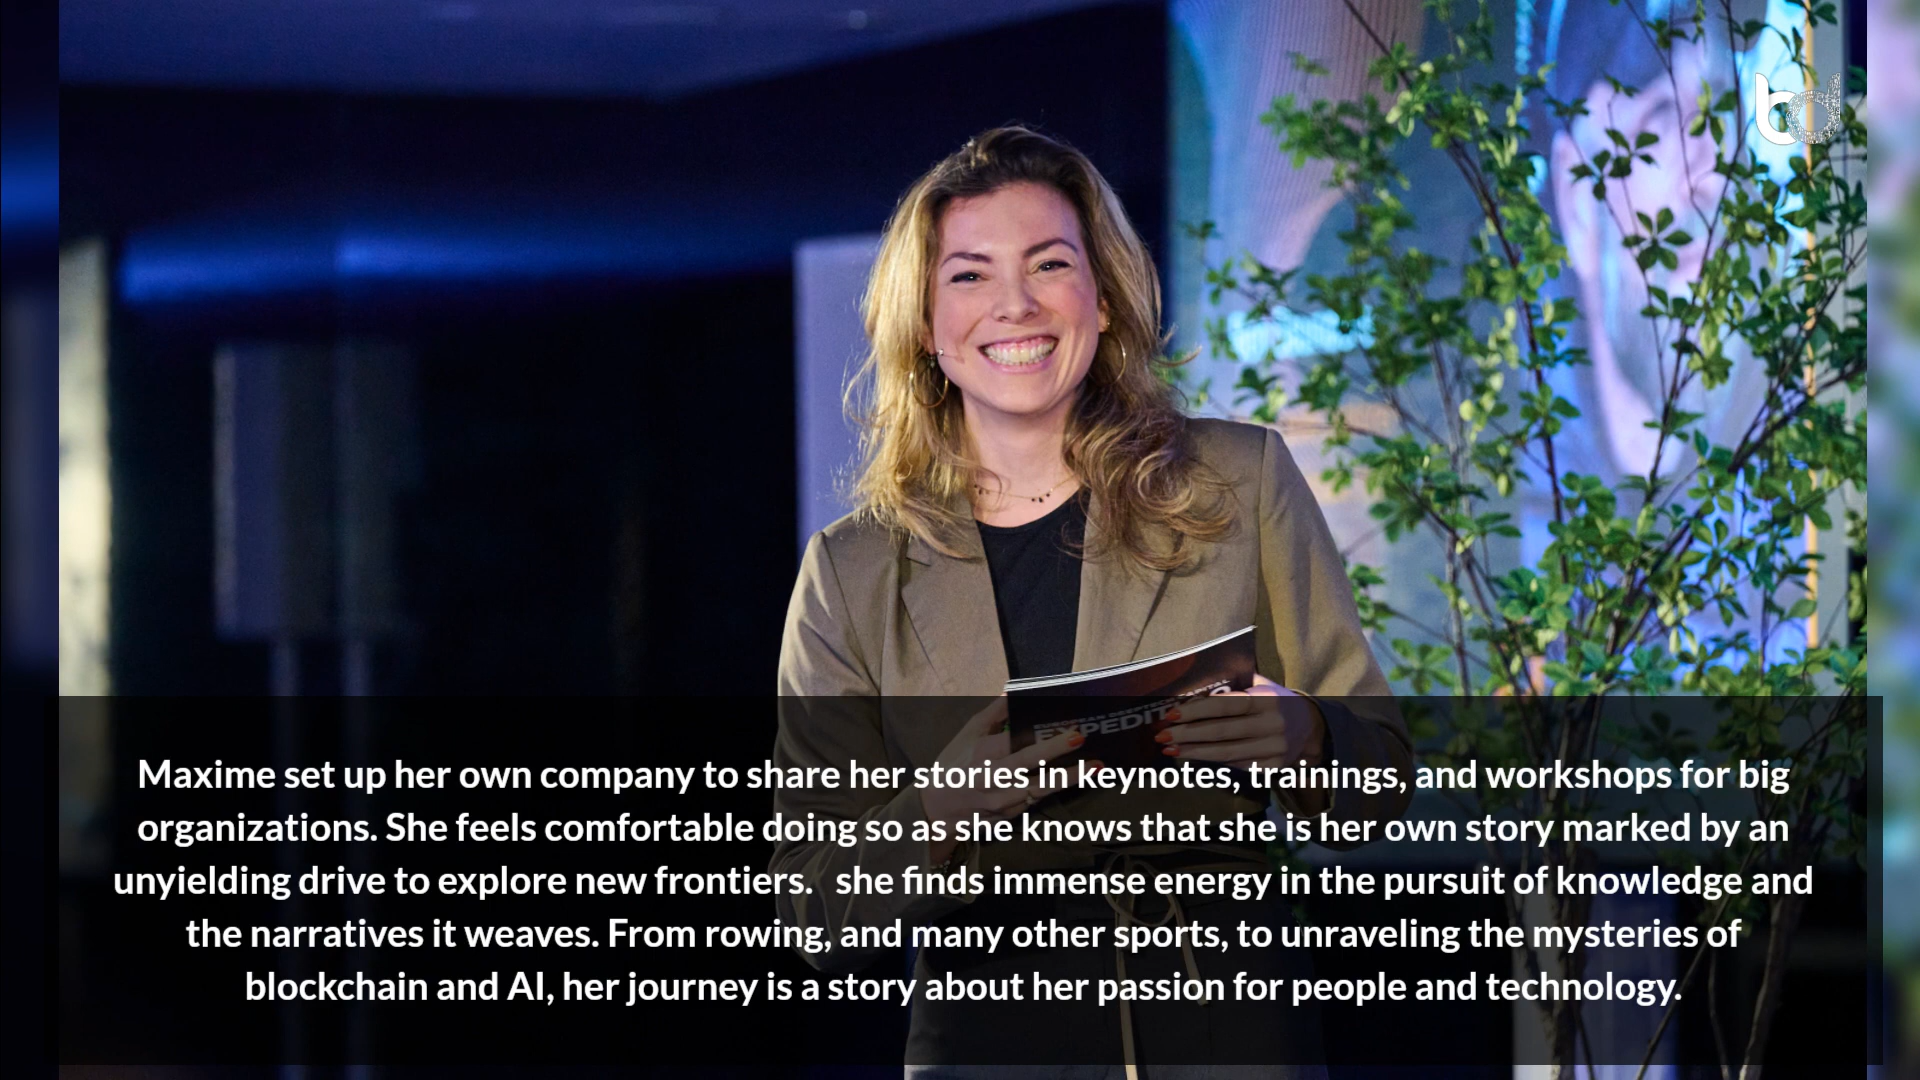 bd
EUROPEAN DEEPTECH CAPITAL
Maxime set up her own company to share her stories in keynotes, trainings, and workshops for big
organizations. She feels comfortable doing so as she knows that she is her own story marked by an
unyielding drive to explore new frontiers.   she finds immense energy in the pursuit of knowledge and
the narratives it weaves. From rowing, and many other sports, to unraveling the mysteries of
blockchain and AI, her journey is a story about her passion for people and technology.